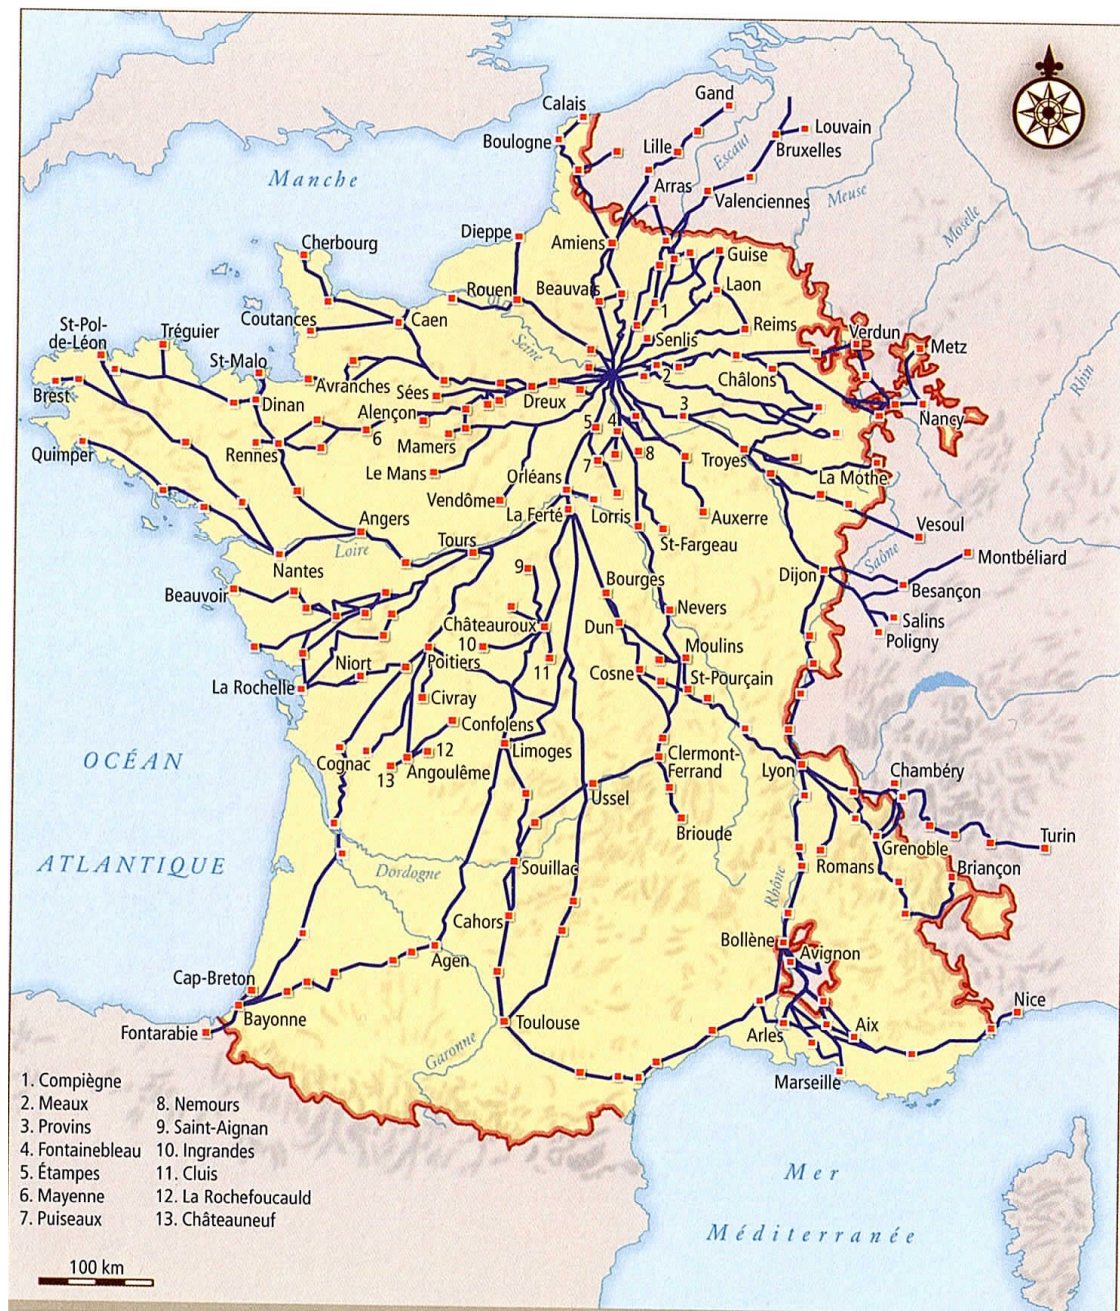 Calais
Gand
Boulogne
Lille
Escaut
Louvain
Bruxelles
Manche
Arras
Valenciennes
Meuse
Moselle
Dieppe
Amiens
Cherbourg
Guise
Rouen
Beauvais
Laon
Coutances
Caen
1
St-Pol-
de-Léon
Tréguier
Seine
Senlis
Reims
Verdun
Metz
St-Malo
Rhin
Avranches
Sées
Dreux
2
Châlons
Brest
Dinan
Alençon
5
4
3
Nancy
6
Mamers
Quimper
Rennes
Le Mans
7
8
Troyes
La Mothe
Orléans
Vendôme
La Ferté
Lorris
Auxerre
Angers
Vesoul
St-Fargeau
Tours
Loire
Montbéliard
Nantes
9
Saône
Dijon
Beauvoir
Bourges
Besançon
Nevers
Salins
Châteauroux
Dun
Poligny
10
Moulins
Niort
Poitiers
11
Cosne
St-Pourçain
La Rochelle
Civray
Confolens
12
Limoges
OCÉAN
Cognac
13
Angoulême
Clermont-
Ferrand
Lyon
Chambéry
Ussel
Brioude
Turin
Grenoble
ATLANTIQUE
Souillac
Romans
Briançon
Dordogne
Rhône
Cahors
Bollène
Agen
Avignon
Cap-Breton
Nice
Bayonne
Toulouse
Fontarabie
Arles
Aix
Garonne
Marseille
1. Compiègne
2. Meaux
3. Provins
4. Fontainebleau
5. Étampes
6. Mayenne
7. Puiseaux
8. Nemours
9. Saint-Aignan
10. Ingrandes
11. Cluis
12. La Rochefoucauld
13. Châteauneuf
Mer
Méditerranée
100 km